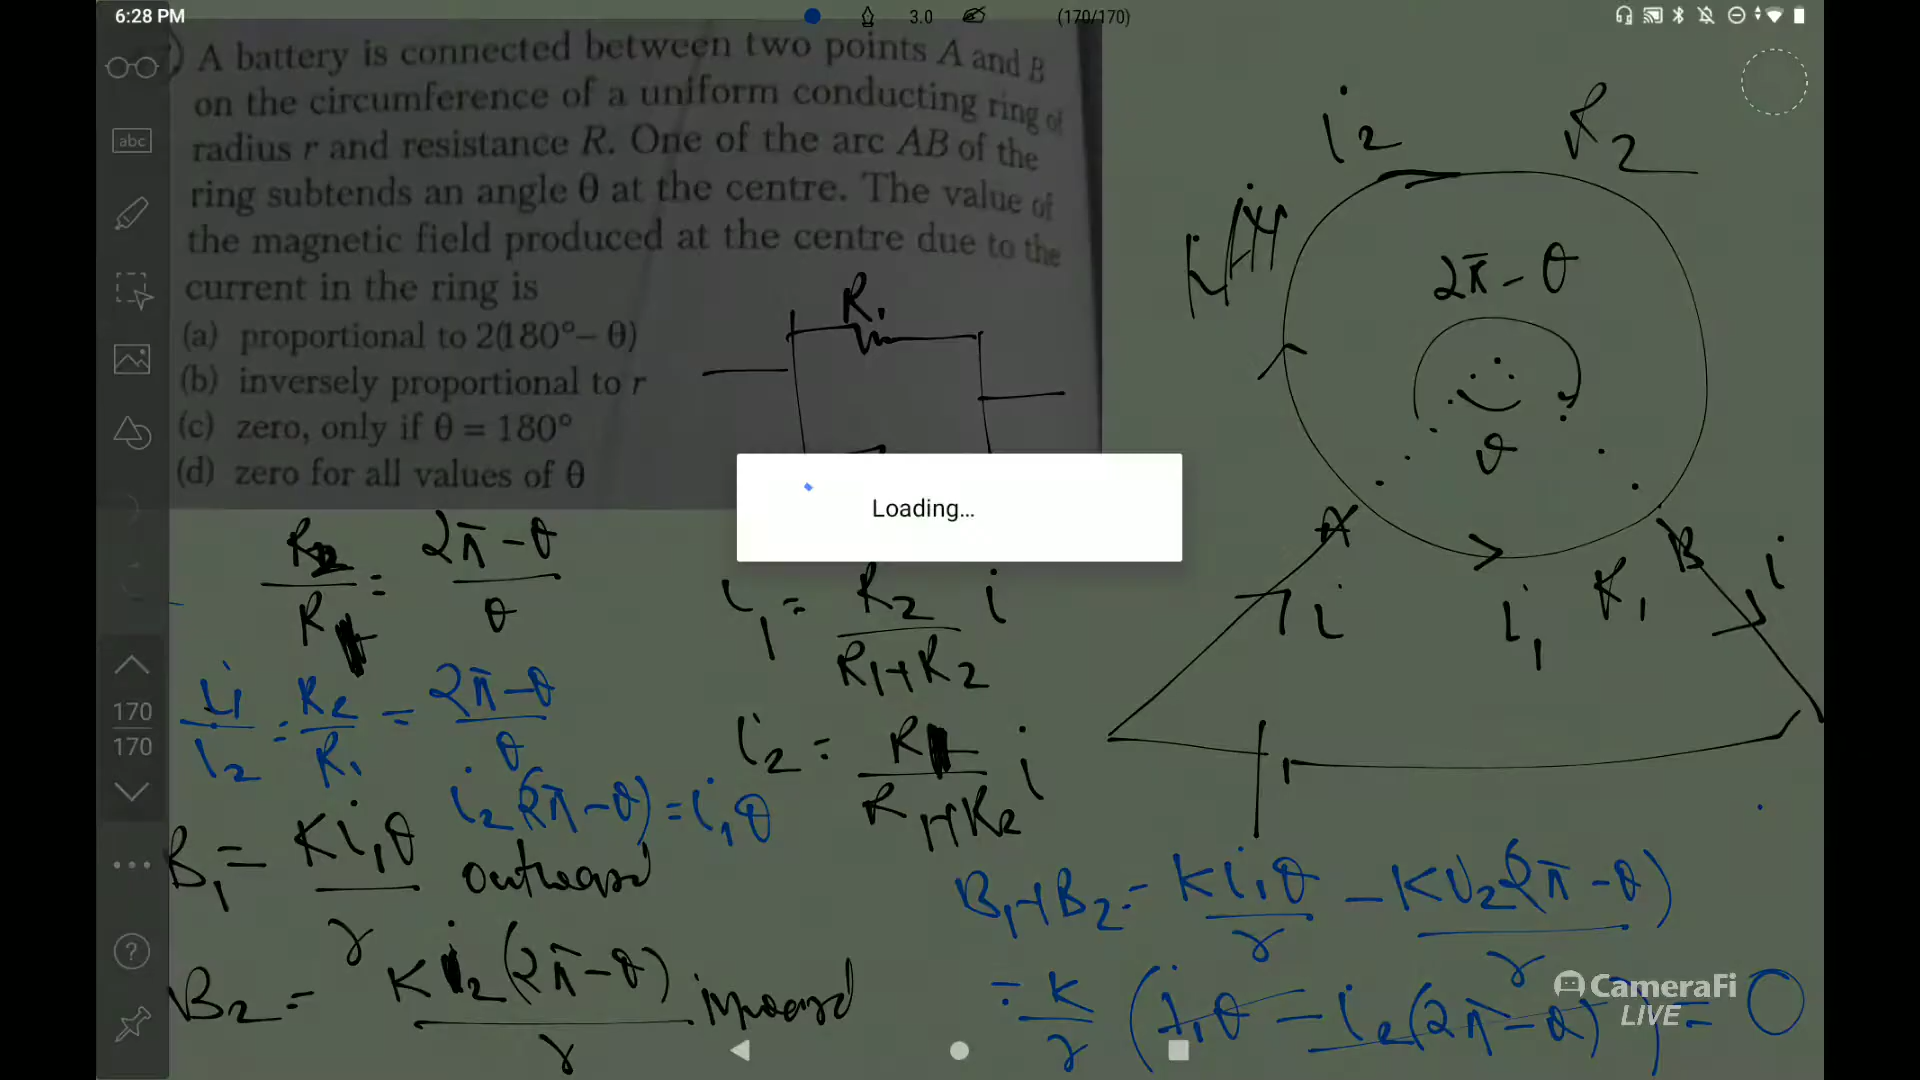 6:28 PM
3.0
(170/170)
) A battery is connected between two points A and B
on the circumference of a uniform conducting ring of
radius r and resistance R. One of the arc AB of the
ring subtends an angle θ at the centre. The value of
the magnetic field produced at the centre due to the
current in the ring is
(a) proportional to 2(180° – θ)
(b) inversely proportional to r
(c) zero, only if θ = 180°
(d) zero for all values of θ
abc
R₁
i₂
R₂
2π - θ
θ
A
B
i
i
i₁
R₁
Loading...
R₂/R₁ = 2π - θ/θ
i₁/i₂ = R₂/R₁ = 2π - θ/θ
i₂(2π - θ) = i₁θ
i₁ = R₂/R₁+R₂ i
i₂ = R₁/R₁+R₂ i
B₁ = Ki₁θ/r outward
B₂ = Ki₂(2π - θ)/r inward
B₁+B₂ = Ki₁θ/r - Ki₂(2π - θ)/r
= K/r (i₁θ - i₂(2π - θ)) = 0
170
170
CameraFi
LIVE